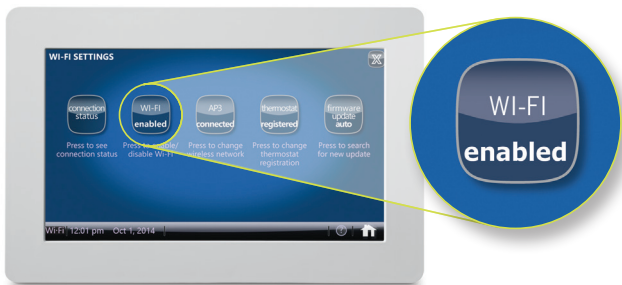 WI-FI SETTINGS
X
connection
status
WI-FI
enabled
AP3
connected
thermostat
registered
firmware
update
auto
Press to see
connection status
Press to enable/
disable Wi-Fi
Press to change
wireless network
Press to change
thermostat
registration
Press to search
for new update
Wi-Fi 12:01 pm Oct 1, 2014
WI-FI
enabled